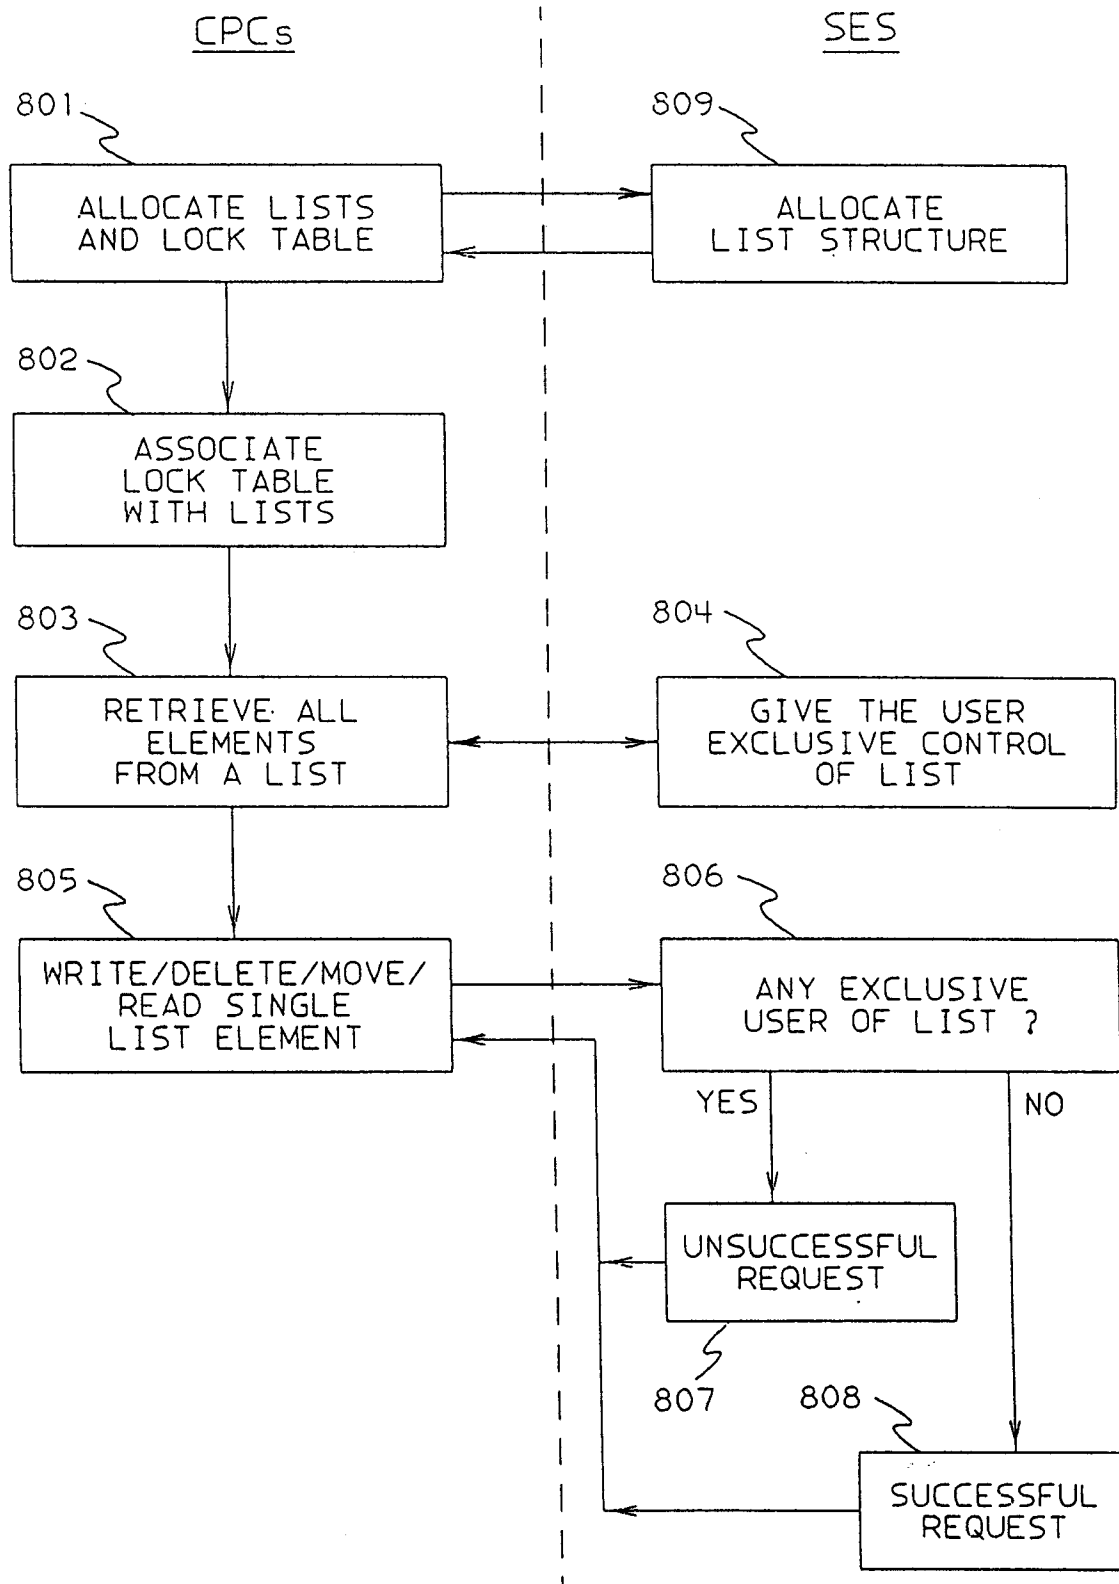 CPCs
SES
801
809
ALLOCATE LISTS
AND LOCK TABLE
ALLOCATE
LIST STRUCTURE
802
ASSOCIATE
LOCK TABLE
WITH LISTS
803
804
RETRIEVE ALL
ELEMENTS
FROM A LIST
GIVE THE USER
EXCLUSIVE CONTROL
OF LIST
805
806
WRITE/DELETE/MOVE/
READ SINGLE
LIST ELEMENT
ANY EXCLUSIVE
USER OF LIST ?
YES
NO
UNSUCCESSFUL
REQUEST
807
808
SUCCESSFUL
REQUEST